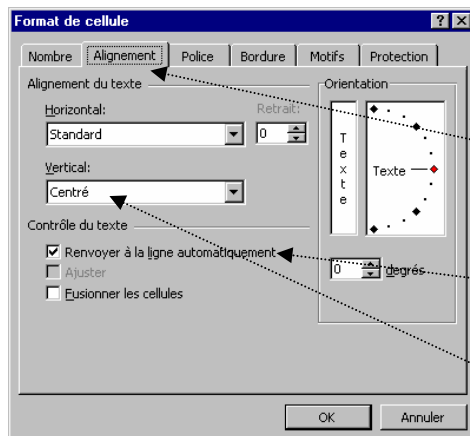 Format de cellule
Nombre Alignement Police Bordure Motifs Protection
Alignement du texte
Horizontal: Retrait:
Standard 0
Vertical:
Centré
Contrôle du texte
Renvoyer à la ligne automatiquement
Ajuster
Fusionner les cellules
Orientation
Texte
Texte
0 degrés
OK Annuler